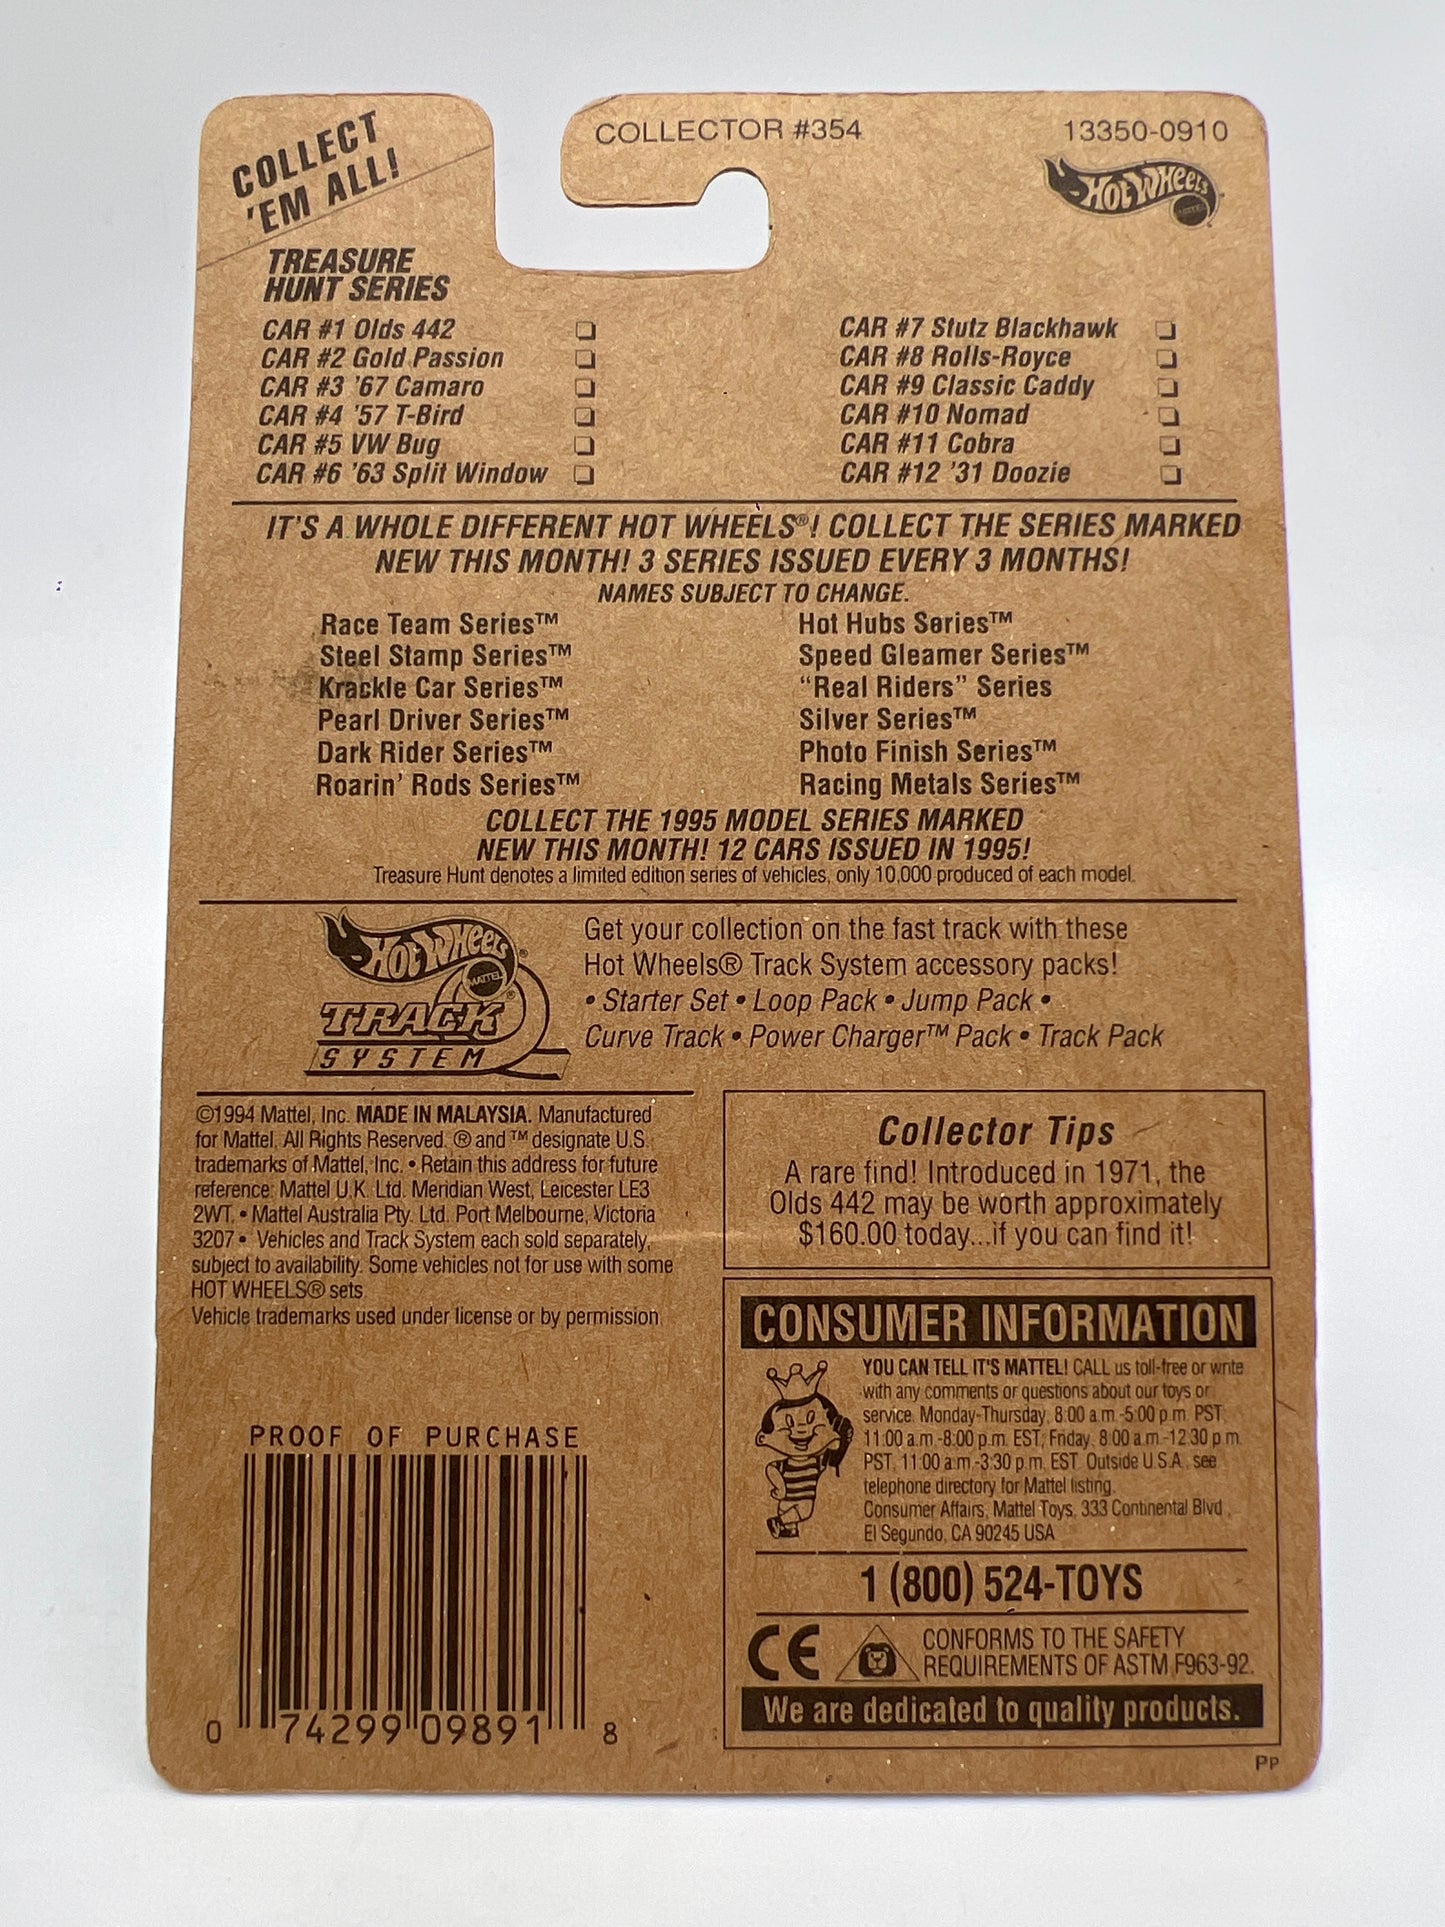 COLLECT
'EM ALL!
COLLECTOR #354
13350-0910
HOT WHEELS
MATTEL
TREASURE
HUNT SERIES
CAR #1 Olds 442 ❏
CAR #2 Gold Passion ❏
CAR #3 '67 Camaro ❏
CAR #4 '57 T-Bird ❏
CAR #5 VW Bug ❏
CAR #6 '63 Split Window ❏
CAR #7 Stutz Blackhawk ❏
CAR #8 Rolls-Royce ❏
CAR #9 Classic Caddy ❏
CAR #10 Nomad ❏
CAR #11 Cobra ❏
CAR #12 '31 Doozie ❏
IT'S A WHOLE DIFFERENT HOT WHEELS®! COLLECT THE SERIES MARKED
NEW THIS MONTH! 3 SERIES ISSUED EVERY 3 MONTHS!
NAMES SUBJECT TO CHANGE.
Race Team Series™
Steel Stamp Series™
Krackle Car Series™
Pearl Driver Series™
Dark Rider Series™
Roarin' Rods Series™
Hot Hubs Series™
Speed Gleamer Series™
"Real Riders" Series
Silver Series™
Photo Finish Series™
Racing Metals Series™
COLLECT THE 1995 MODEL SERIES MARKED
NEW THIS MONTH! 12 CARS ISSUED IN 1995!
Treasure Hunt denotes a limited edition series of vehicles, only 10,000 produced of each model.
HOT WHEELS®
MATTEL®
TRACK
SYSTEM
Get your collection on the fast track with these
Hot Wheels® Track System accessory packs!
• Starter Set • Loop Pack • Jump Pack •
Curve Track • Power Charger™ Pack • Track Pack
©1994 Mattel, Inc. MADE IN MALAYSIA. Manufactured
for Mattel. All Rights Reserved. ® and ™ designate U.S.
trademarks of Mattel, Inc. • Retain this address for future
reference: Mattel U.K. Ltd. Meridian West, Leicester LE3
2WT. • Mattel Australia Pty. Ltd. Port Melbourne, Victoria
3207 • Vehicles and Track System each sold separately,
subject to availability. Some vehicles not for use with some
HOT WHEELS® sets.
Vehicle trademarks used under license or by permission
Collector Tips
A rare find! Introduced in 1971, the
Olds 442 may be worth approximately
$160.00 today...if you can find it!
CONSUMER INFORMATION
YOU CAN TELL IT'S MATTEL! CALL us toll-free or write
with any comments or questions about our toys or
service. Monday-Thursday, 8:00 a.m.-5:00 p.m. PST,
11:00 a.m.-8:00 p.m. EST; Friday, 8:00 a.m.-12:30 p.m.
PST, 11:00 a.m.-3:30 p.m. EST. Outside U.S.A., see
telephone directory for Mattel listing.
Consumer Affairs, Mattel Toys, 333 Continental Blvd.,
El Segundo, CA 90245 USA
1 (800) 524-TOYS
CE
CONFORMS TO THE SAFETY
REQUIREMENTS OF ASTM F963-92.
We are dedicated to quality products.
PROOF OF PURCHASE
0 74299 09891 8
PP